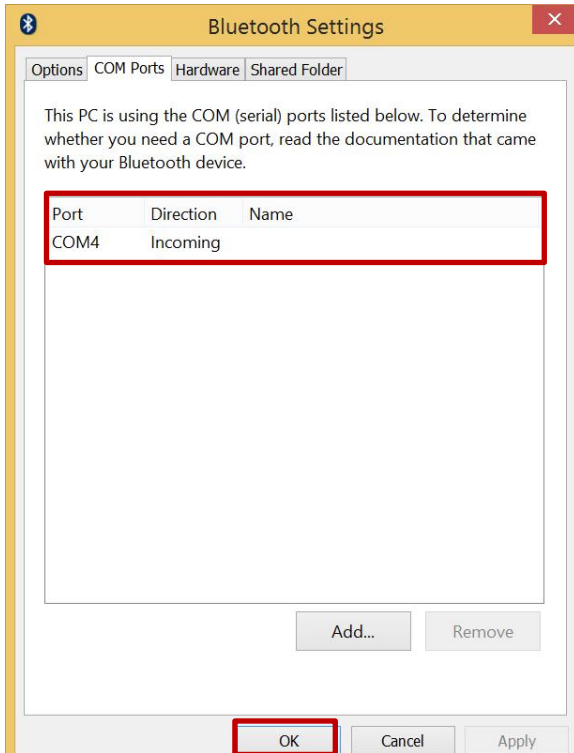 Bluetooth Settings
Options COM Ports Hardware Shared Folder
This PC is using the COM (serial) ports listed below. To determine
whether you need a COM port, read the documentation that came
with your Bluetooth device.
Port Direction Name
COM4 Incoming
Add... Remove
OK Cancel Apply